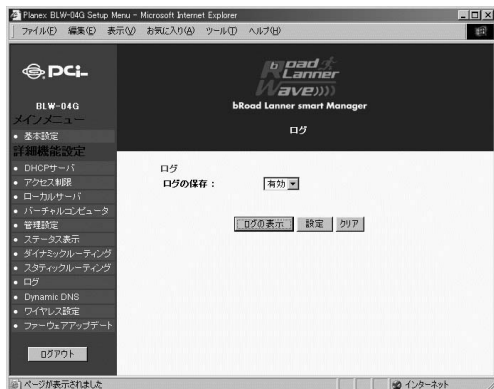 Planex BLW-04G Setup Menu - Microsoft Internet Explorer
ファイル(F) 編集(E) 表示(V) お気に入り(A) ツール(T) ヘルプ(H)
PCi
BLW-04G
メインメニュー
• 基本設定
詳細機能設定
• DHCPサーバ
• アクセス制限
• ローカルサーバ
• バーチャルコンピュータ
• 管理設定
• ステータス表示
• ダイナミックルーティング
• スタティックルーティング
• ログ
• Dynamic DNS
• ワイヤレス設定
• ファーウェアアップデート
ログアウト
broad
Lanner
Wave))))
bRoad Lanner smart Manager
ログ
ログ
ログの保存: 有効
ログの表示 設定 クリア
ページが表示されました インターネット